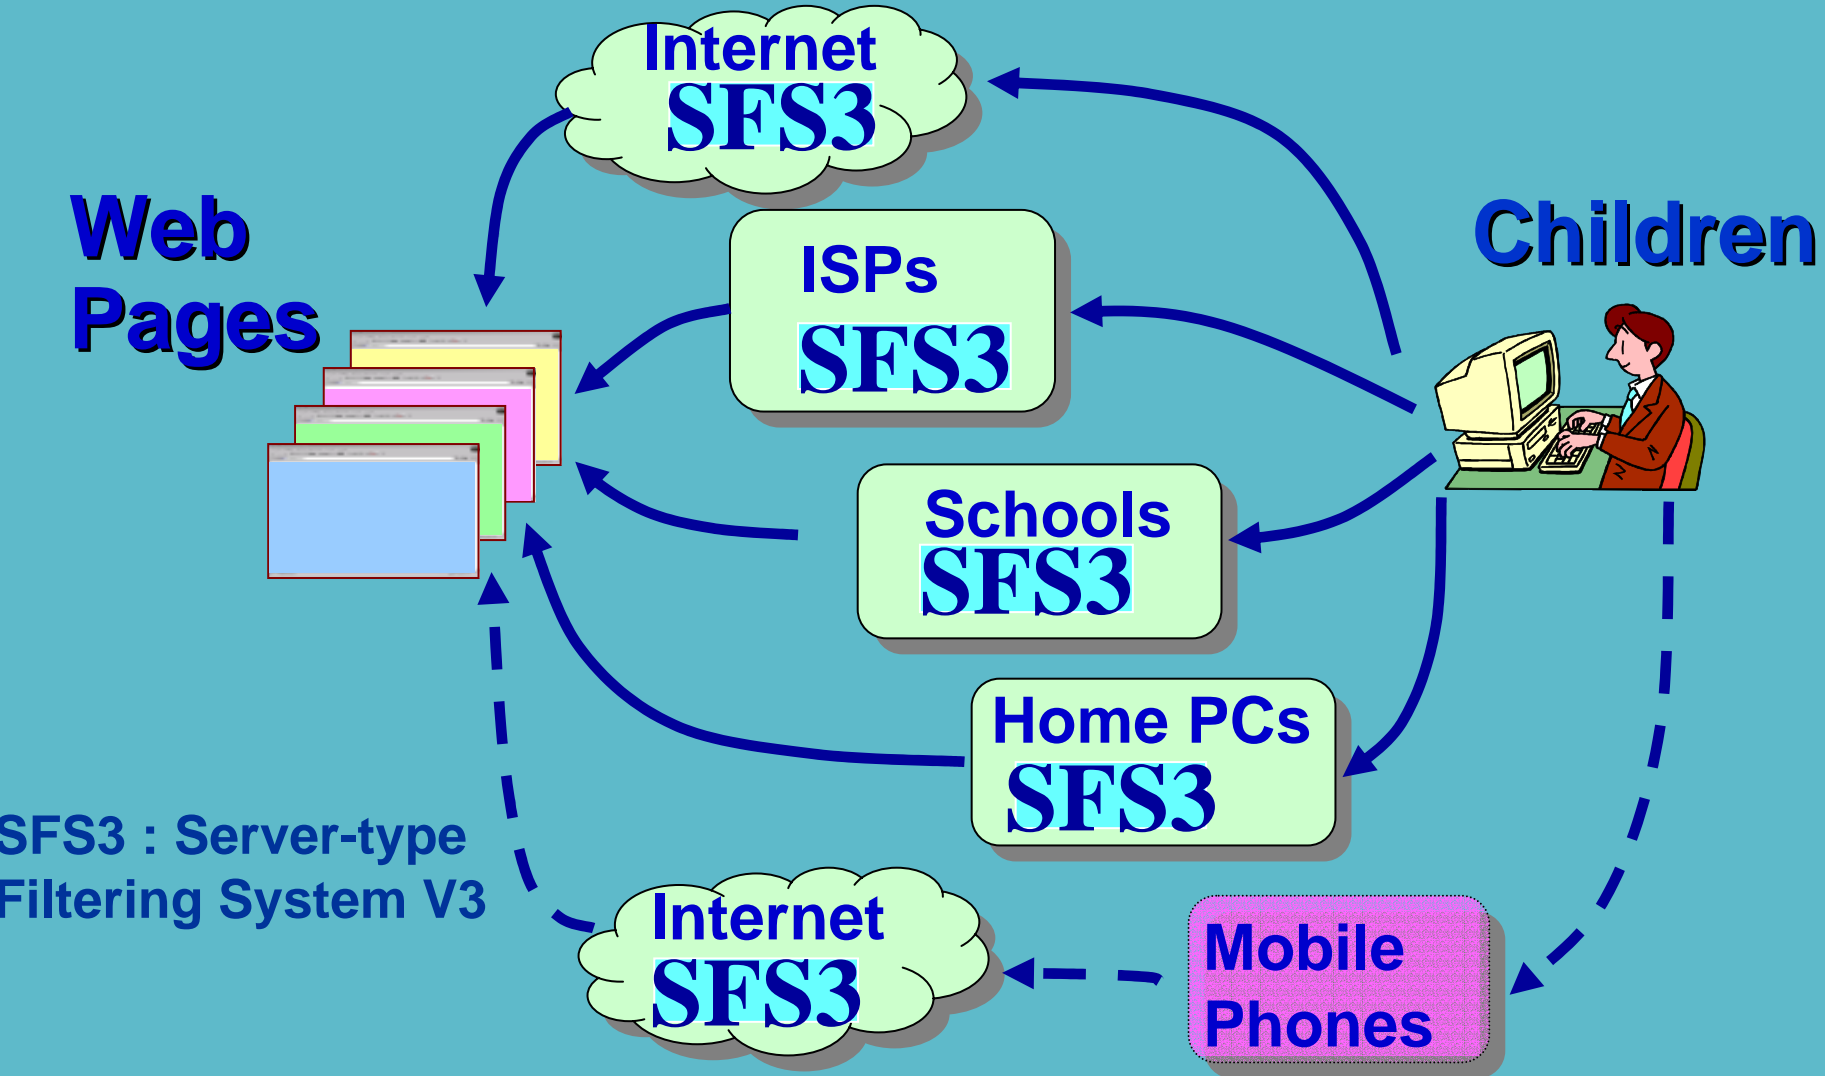 Internet
SFS3
Web
Pages
Children
ISPs
SFS3
Schools
SFS3
Home PCs
SFS3
SFS3 : Server-type
Filtering System V3
Internet
SFS3
Mobile
Phones